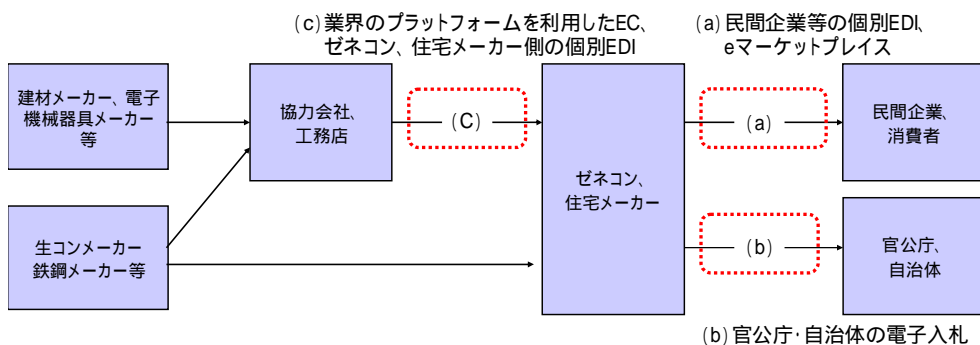 (c)業界のプラットフォームを利用したEC、
ゼネコン、住宅メーカー側の個別EDI
(a)民間企業等の個別EDI、
eマーケットプレイス
建材メーカー、電子
機械器具メーカー
等
協力会社、
工務店
(C)
(a)
民間企業、
消費者
ゼネコン、
住宅メーカー
生コンメーカー
鉄鋼メーカー等
(b)
官公庁、
自治体
(b)官公庁・自治体の電子入札